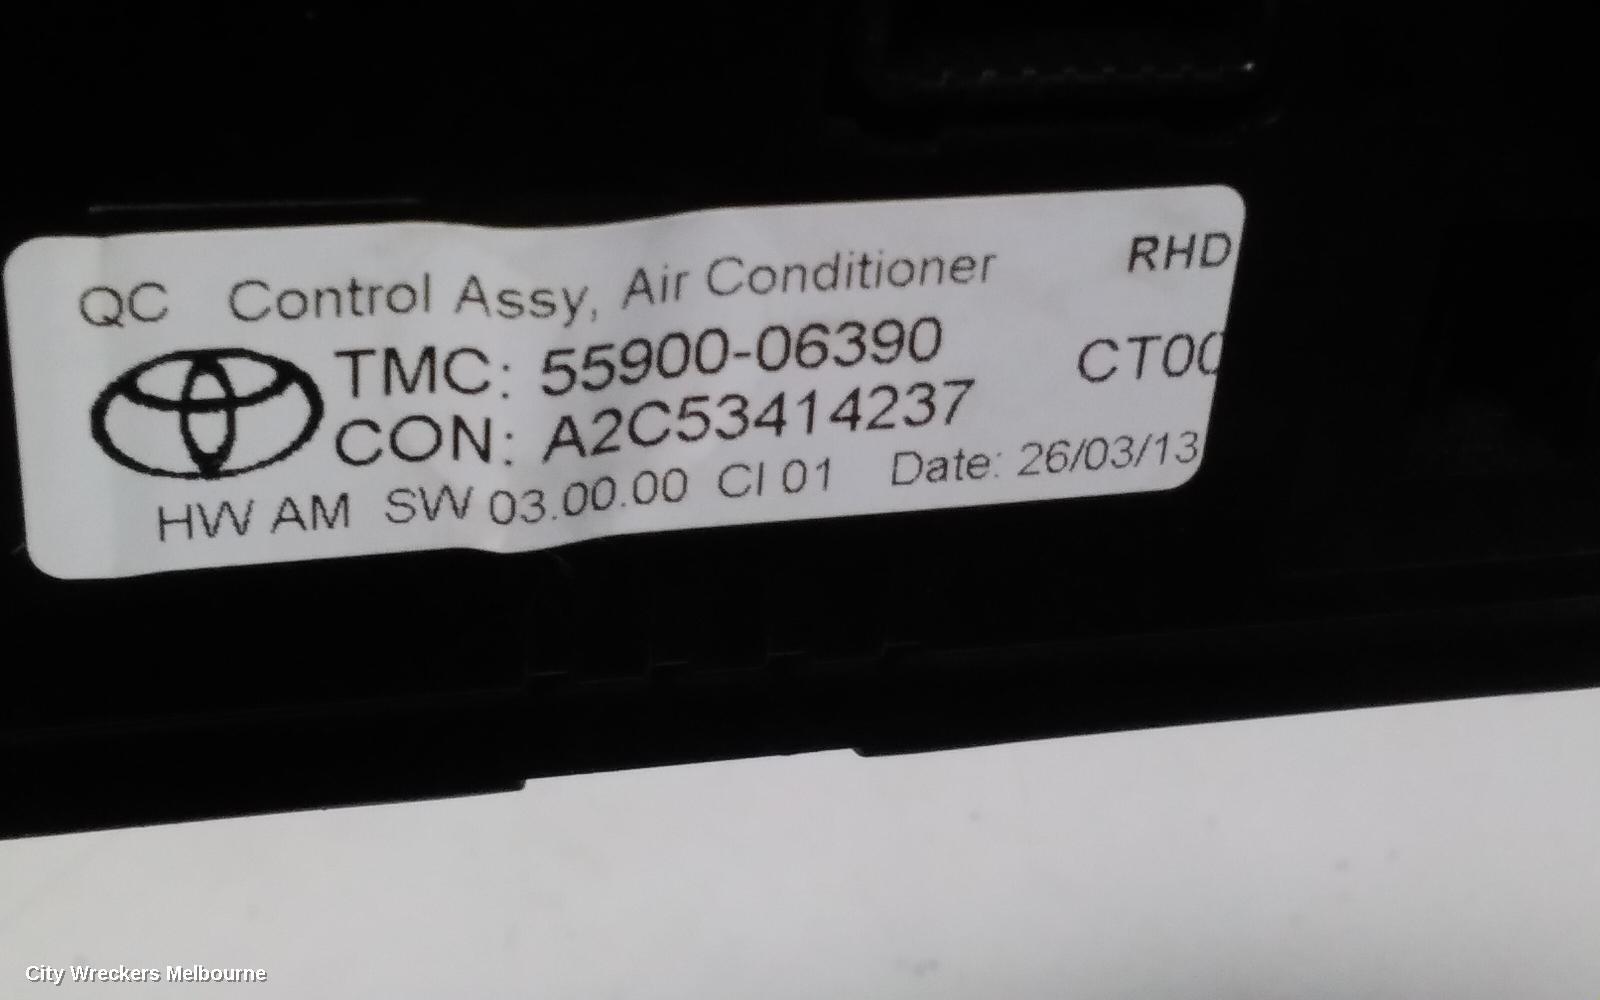 QC Control Assy, Air Conditioner RHD
TMC: 55900-06390 CT00
CON: A2C53414237
HW AM SW 03.00.00 CI 01 Date: 26/03/13
City Wreckers Melbourne